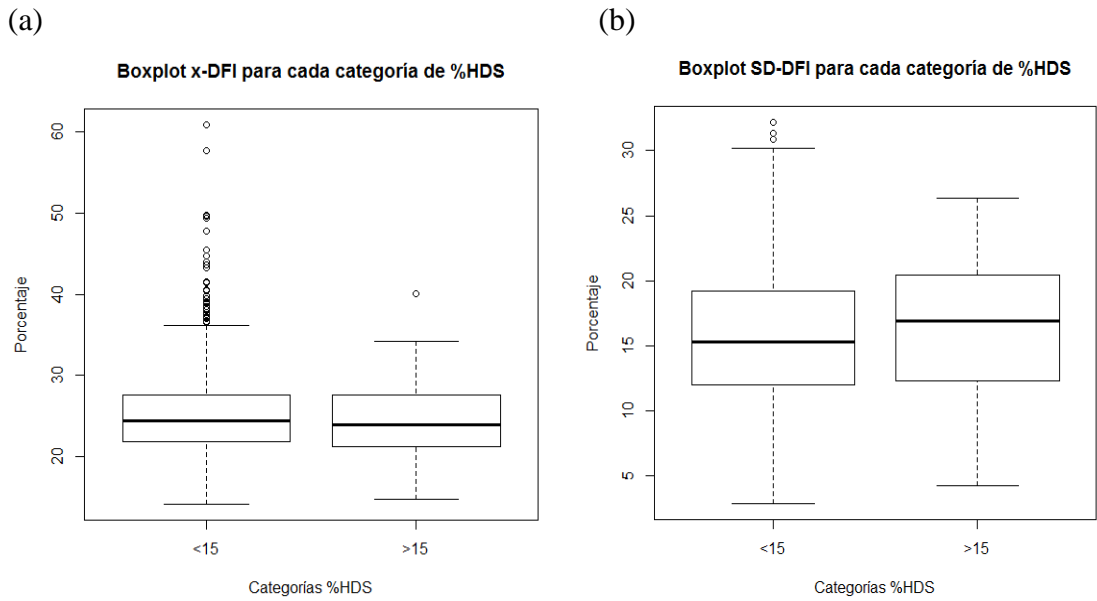 (a)
Boxplot x-DFI para cada categoría de %HDS
Porcentaje
60
50
40
30
20
<15
>15
Categorías %HDS
(b)
Boxplot SD-DFI para cada categoría de %HDS
Porcentaje
30
25
20
15
10
5
<15
>15
Categorías %HDS